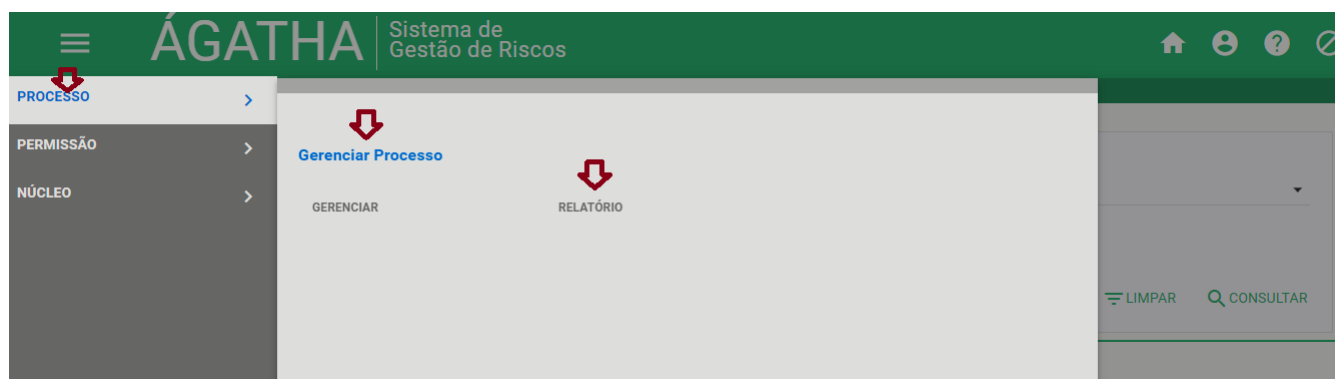 ÁGATHA
Sistema de
Gestão de Riscos
PROCESSO
PERMISSÃO
NÚCLEO
Gerenciar Processo
GERENCIAR
RELATÓRIO
LIMPAR
CONSULTAR